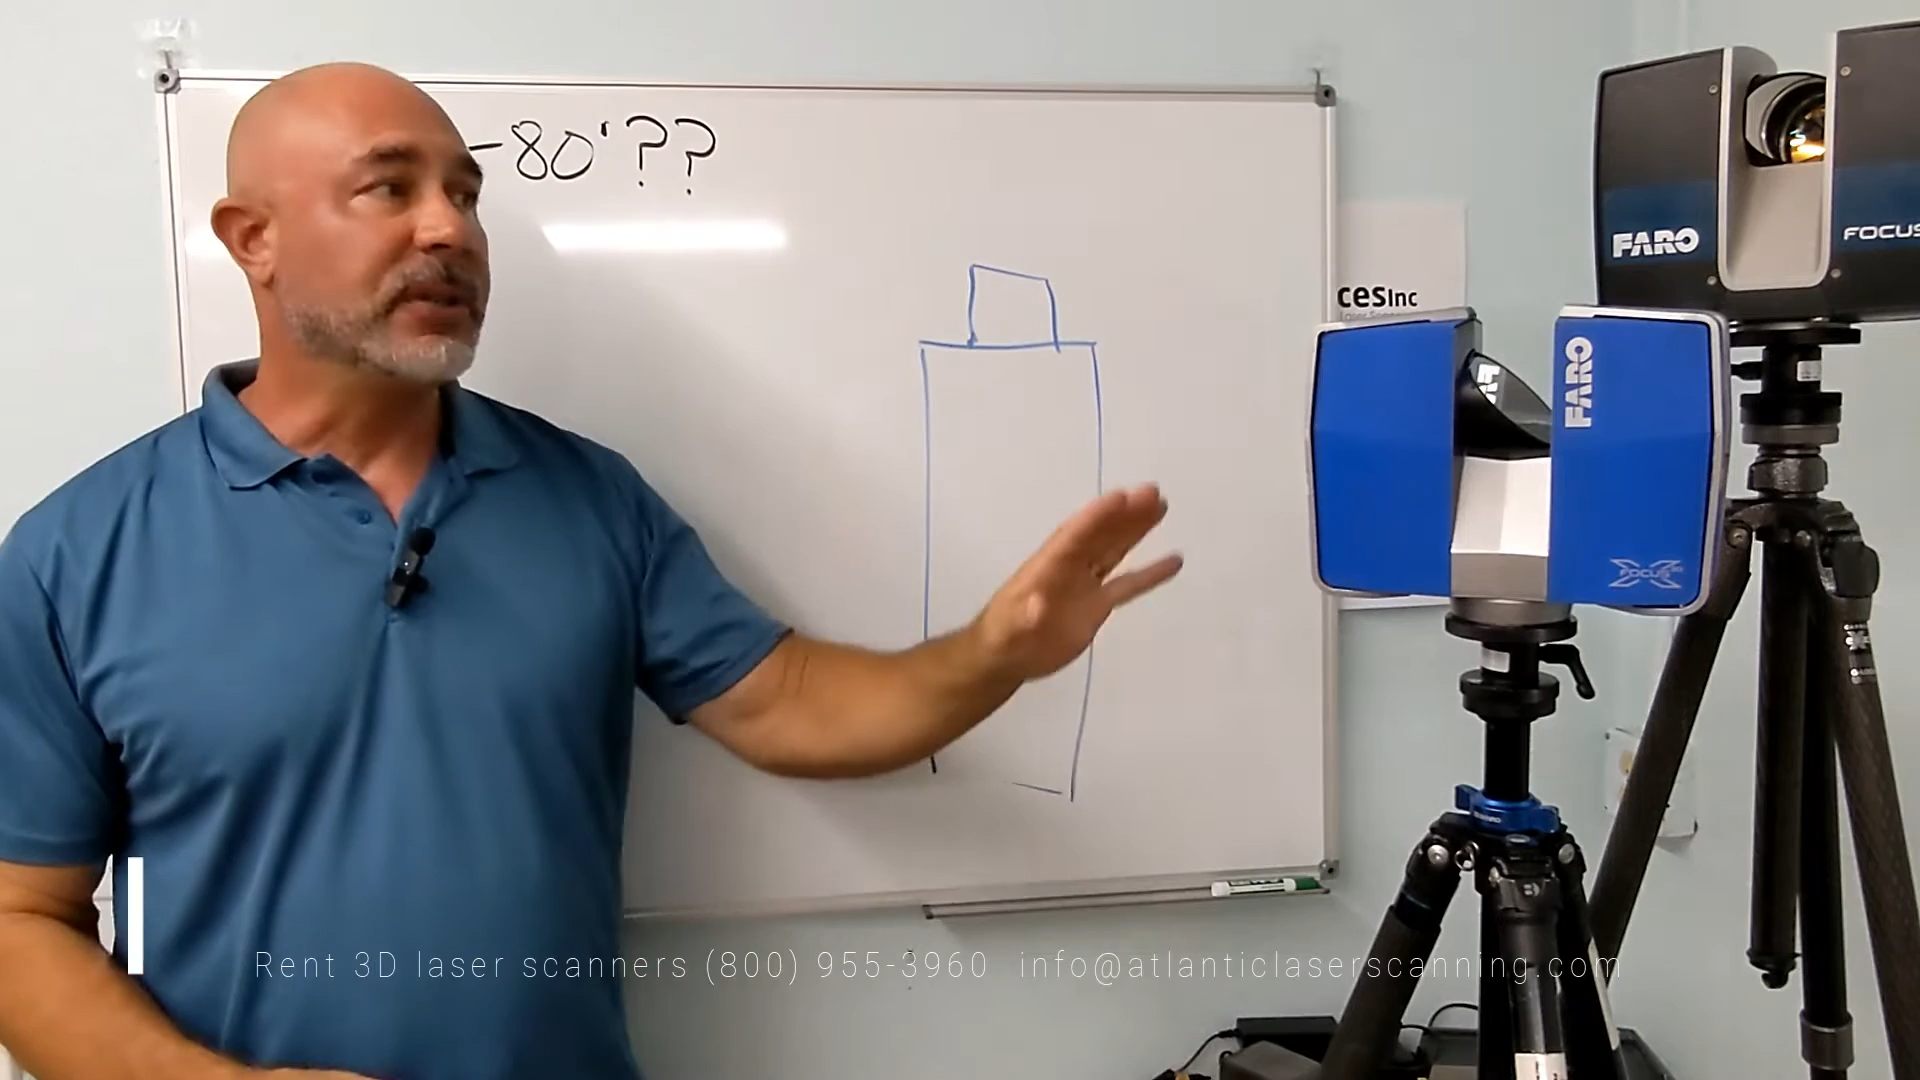 -80'??
FARO
FOCUS
cesinc
FARO
FOCUS
Rent 3D laser scanners (800) 955-3960 info@atlanticlaserscanning.com